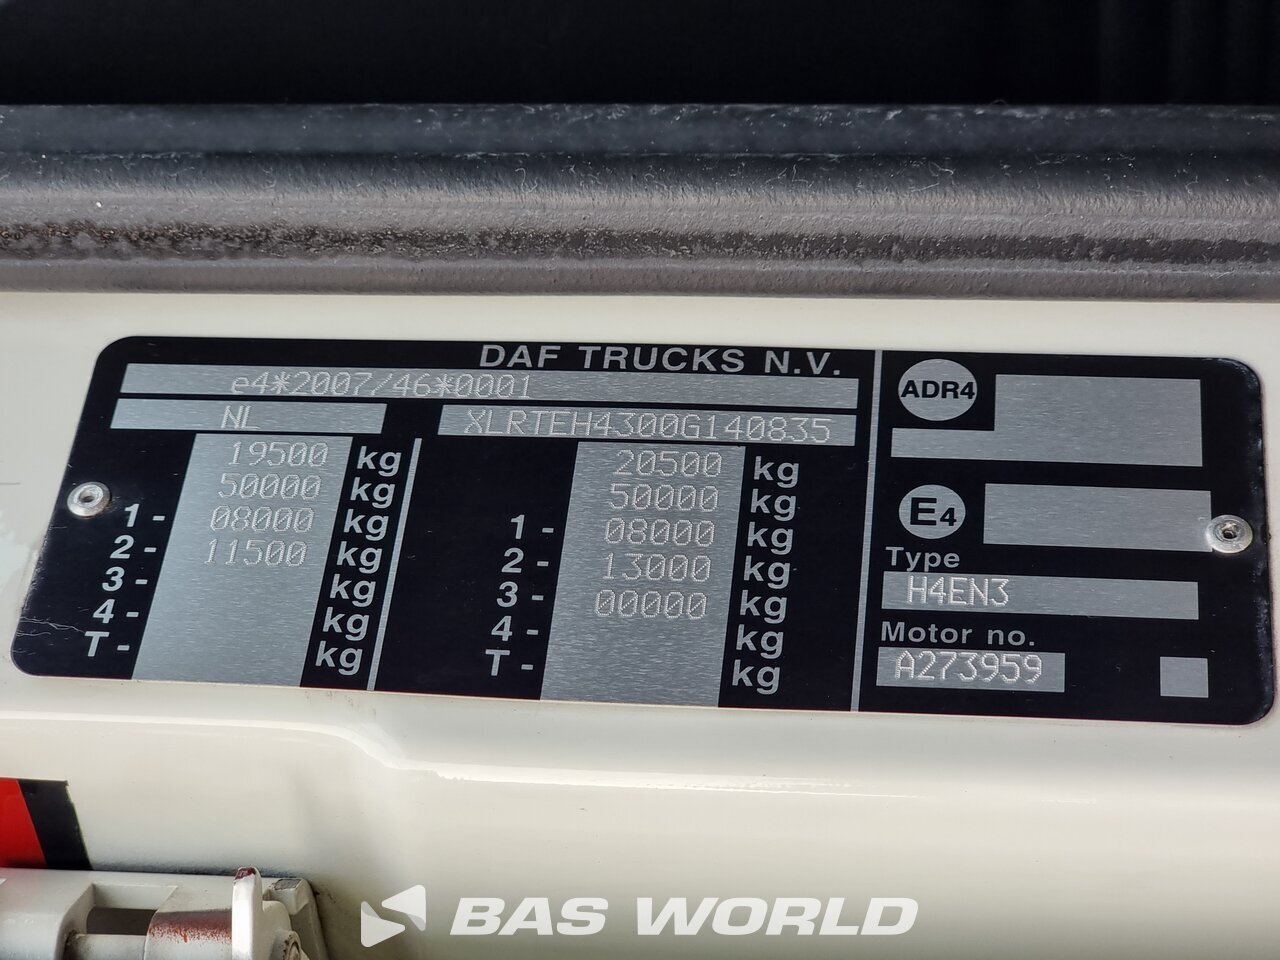 DAF TRUCKS N.V.
e4*2007/46*0001
NL XLRTEH4300G140835
19500 kg 20500 kg
50000 kg 50000 kg
1- 08000 kg 1- 08000 kg
2- 11500 kg 2- 13000 kg
3- kg 3- 00000 kg
4- kg 4- kg
T- kg T- kg
ADR4
E4
Type
H4EN3
Motor no.
A273959
BAS WORLD